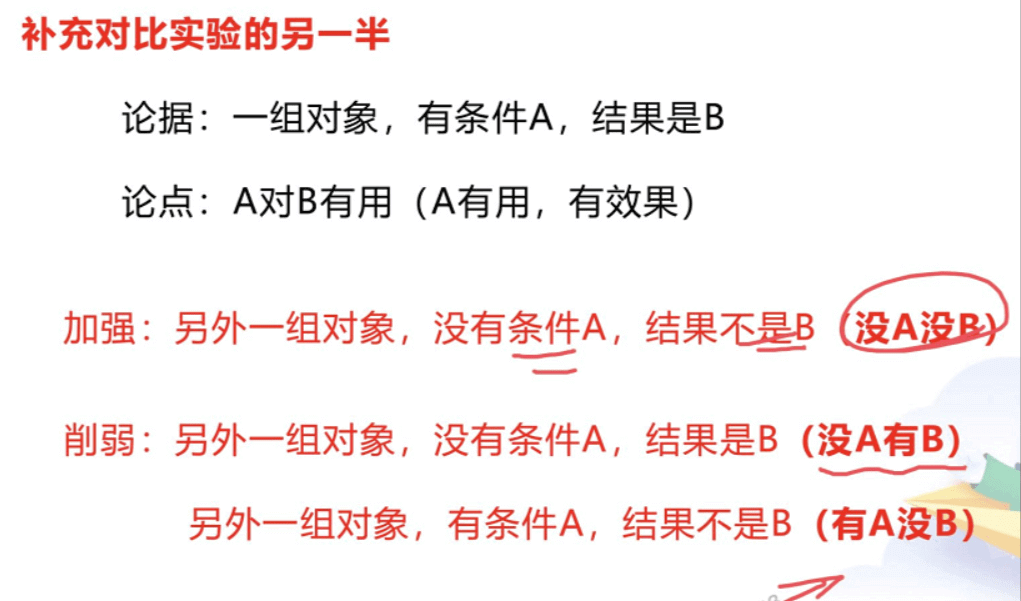 补充对比实验的另一半
论据：一组对象，有条件A，结果是B
论点：A对B有用（A有用，有效果）
加强：另外一组对象，没有条件A，结果不是B（没A没B）
削弱：另外一组对象，没有条件A，结果是B（没A有B）
另外一组对象，有条件A，结果不是B（有A没B）